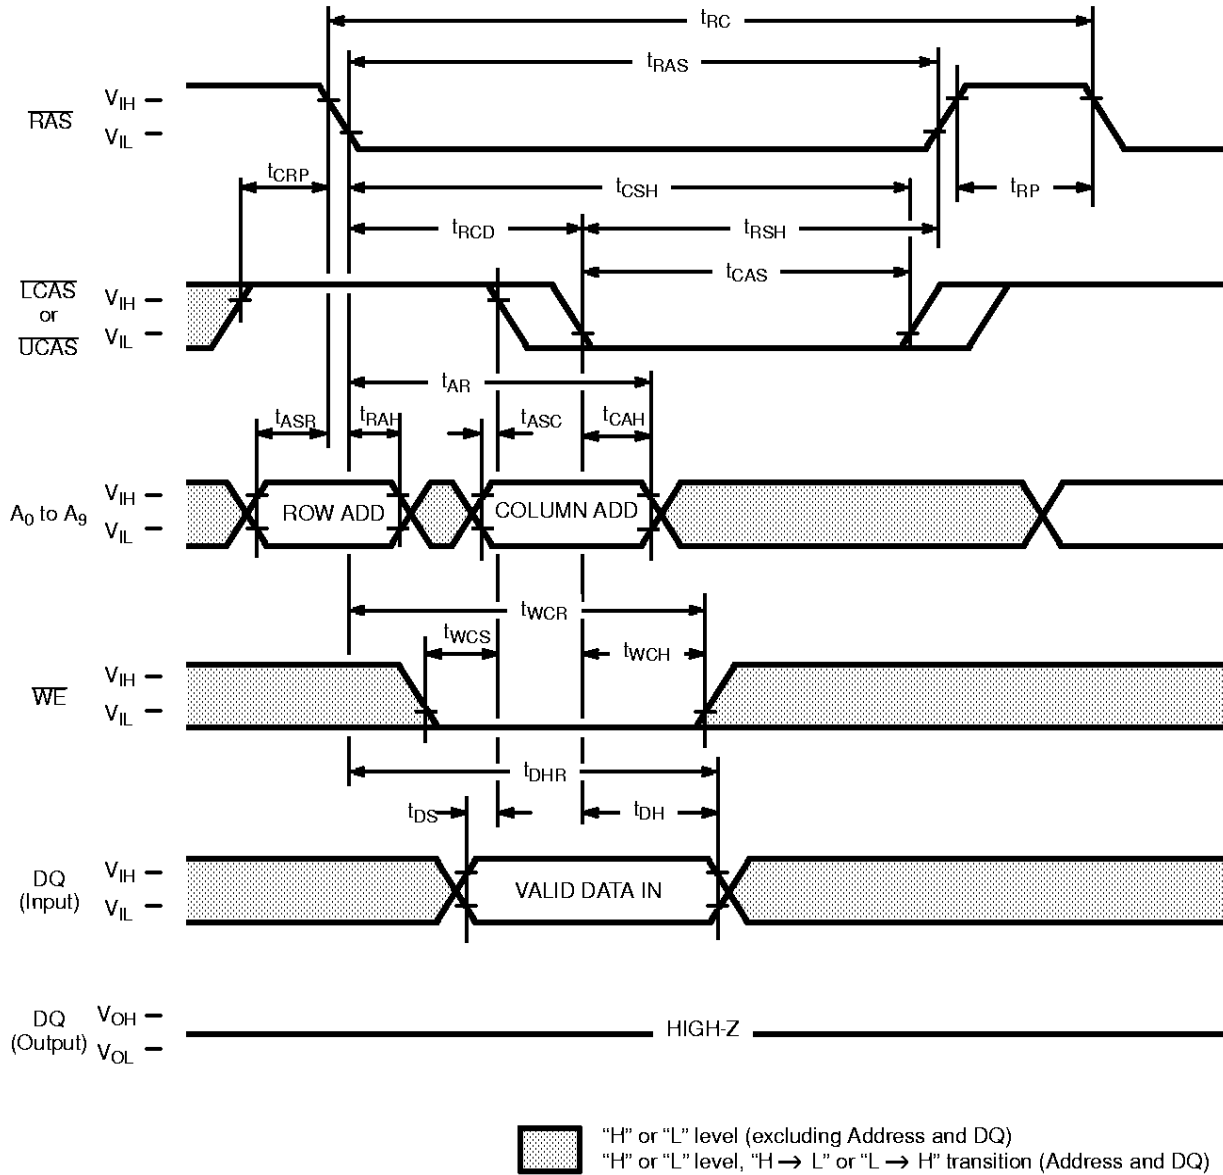 tRC
tRAS
VIH
RAS
VIL
tCRP
tCSH
tRP
tRCD
tRSH
tCAS
LCAS
or
UCAS
VIH
VIL
tAR
tASR
tRAH
tASC
tCAH
A0 to A9
VIH
VIL
ROW ADD
COLUMN ADD
tWCR
tWCS
tWCH
WE
VIH
VIL
tDHR
tDS
tDH
DQ
(Input)
VIH
VIL
VALID DATA IN
DQ
(Output)
VOH
VOL
HIGH-Z
“H” or “L” level (excluding Address and DQ)
“H” or “L” level, “H → L” or “L → H” transition (Address and DQ)